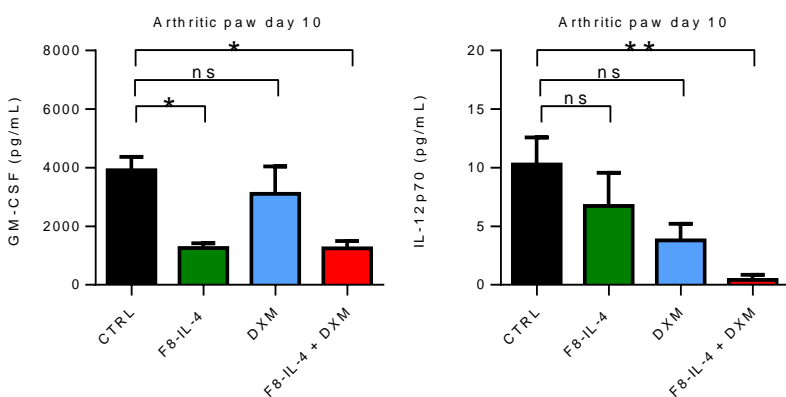 Arthritic paw day 10
GM-CSF (pg/mL)
8000
6000
4000
2000
0
*
ns
*
CTRL
F8-IL-4
DXM
F8-IL-4 + DXM
Arthritic paw day 10
IL-12p70 (pg/mL)
20
15
10
5
0
**
ns
ns
CTRL
F8-IL-4
DXM
F8-IL-4 + DXM